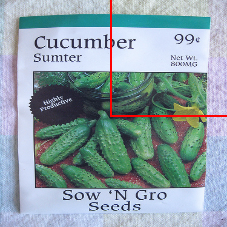 Cucumber
99¢
Sumter
Net Wt.
800MG
Highly
Productive
Sow 'N Gro
Seeds